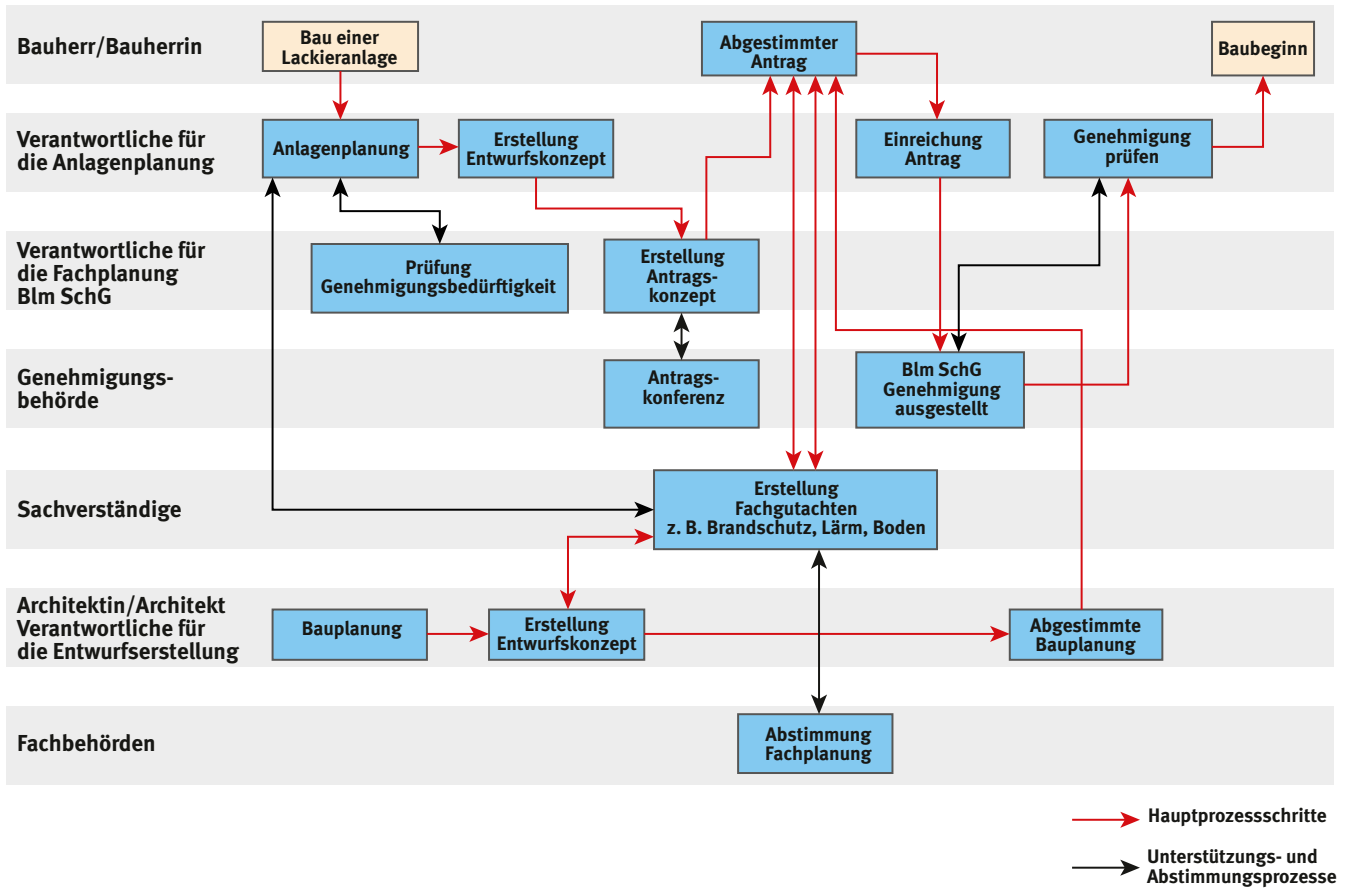 Bauherr/Bauherrin
Bau einer
Lackieranlage
Abgestimmter
Antrag
Baubeginn
Verantwortliche für
die Anlagenplanung
Anlagenplanung
Erstellung
Entwurfskonzept
Einreichung
Antrag
Genehmigung
prüfen
Verantwortliche für
die Fachplanung
Blm SchG
Prüfung
Genehmigungsbedürftigkeit
Erstellung
Antrags-
konzept
Genehmigungs-
behörde
Antrags-
konferenz
Blm SchG
Genehmigung
ausgestellt
Sachverständige
Erstellung
Fachgutachten
z. B. Brandschutz, Lärm, Boden
Architektin/Architekt
Verantwortliche für
die Entwurfserstellung
Bauplanung
Erstellung
Entwurfskonzept
Abgestimmte
Bauplanung
Fachbehörden
Abstimmung
Fachplanung
Hauptprozessschritte
Unterstützungs- und
Abstimmungsprozesse